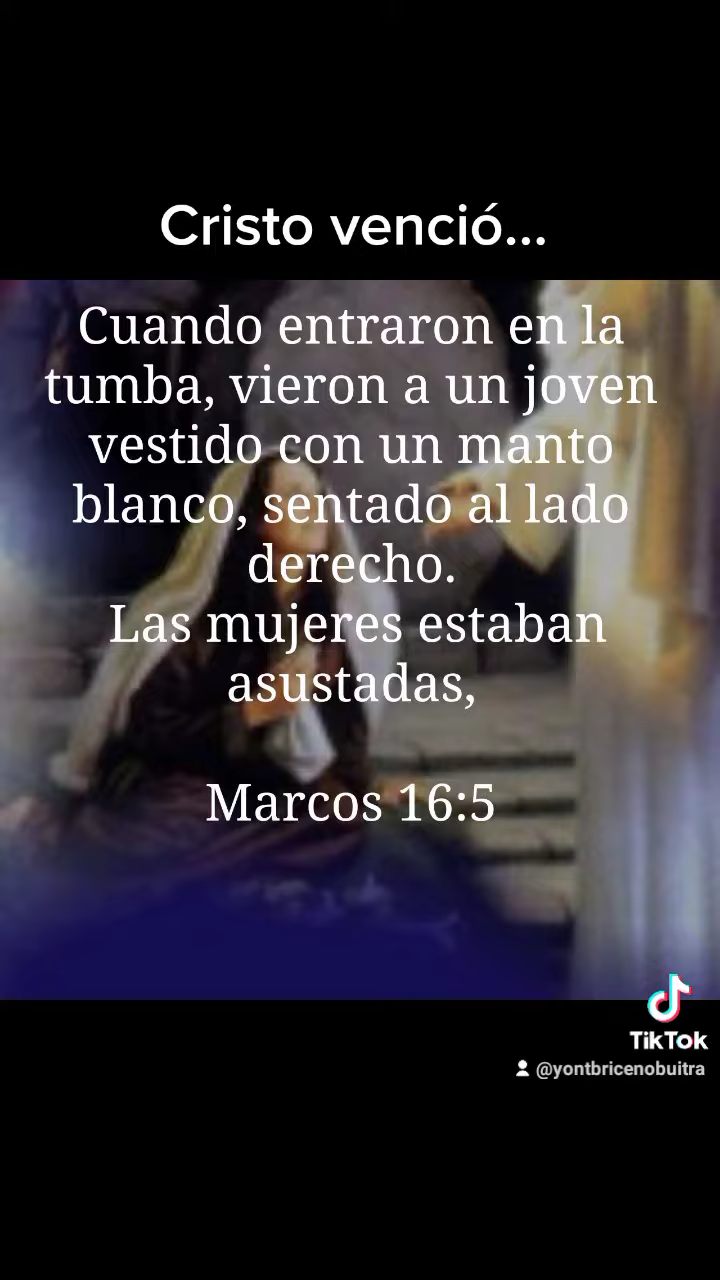 Cristo venció...
Cuando entraron en la
tumba, vieron a un joven
vestido con un manto
blanco, sentado al lado
derecho.
Las mujeres estaban
asustadas,
Marcos 16:5
TikTok
@yontbricenobuitra